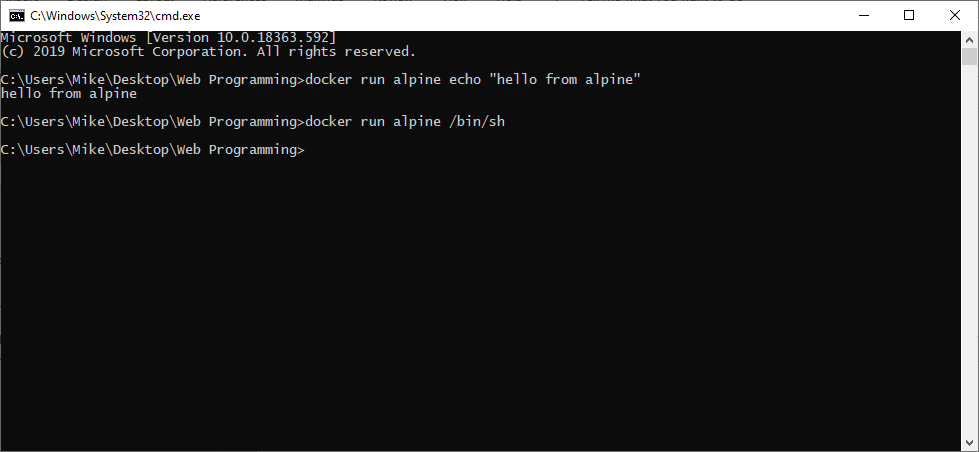 C:\Windows\System32\cmd.exe
Microsoft Windows [Version 10.0.18363.592]
(c) 2019 Microsoft Corporation. All rights reserved.
C:\Users\Mike\Desktop\Web Programming>docker run alpine echo "hello from alpine"
hello from alpine
C:\Users\Mike\Desktop\Web Programming>docker run alpine /bin/sh
C:\Users\Mike\Desktop\Web Programming>